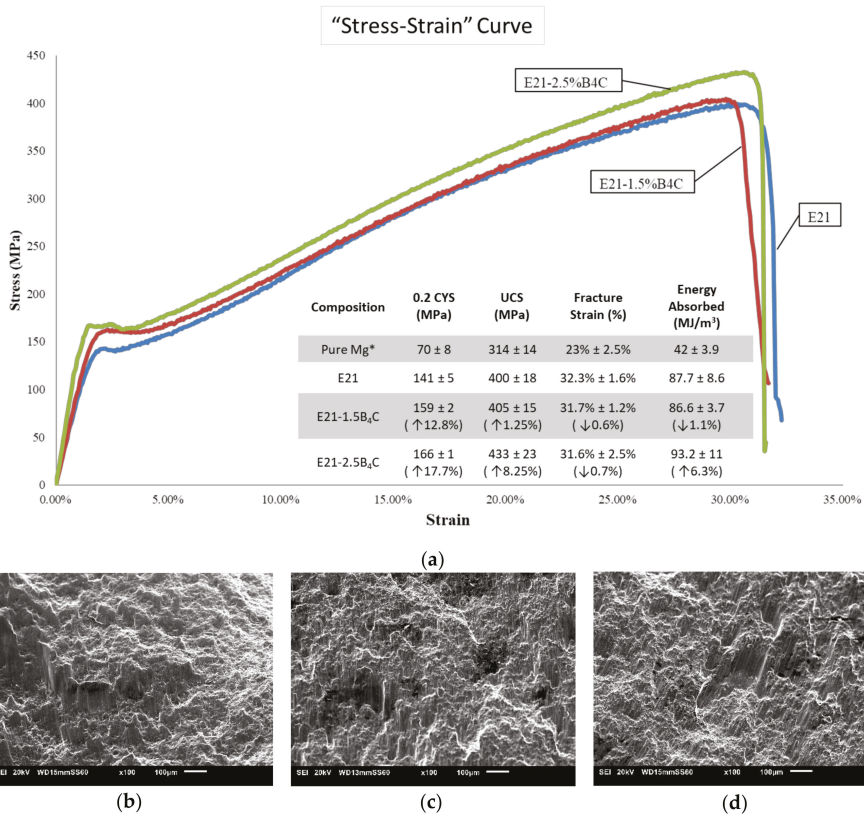 “Stress-Strain” Curve
450
400
350
300
250
200
150
100
50
0
Stress (MPa)
E21-2.5%B4C
E21-1.5%B4C
E21
Composition 0.2 CYS (MPa) UCS (MPa) Fracture Strain (%) Energy Absorbed (MJ/m³)
Pure Mg* 70 ± 8 314 ± 14 23% ± 2.5% 42 ± 3.9
E21 141 ± 5 400 ± 18 32.3% ± 1.6% 87.7 ± 8.6
E21-1.5B₄C 159 ± 2 405 ± 15 31.7% ± 1.2% 86.6 ± 3.7
( ↑12.8%) (↑1.25%) (↓0.6%) (↓1.1%)
E21-2.5B₄C 166 ± 1 433 ± 23 31.6% ± 2.5% 93.2 ± 11
( ↑17.7%) (↑8.25%) (↓0.7%) ( ↑6.3%)
0.00% 5.00% 10.00% 15.00% 20.00% 25.00% 30.00% 35.00%
Strain
(a)
EI 20kV WD15mmSS60 x100 100µm
SEI 20kV WD13mmSS60 x100 100µm
SEI 20kV WD15mmSS60 x100 100µm
(b) (c) (d)